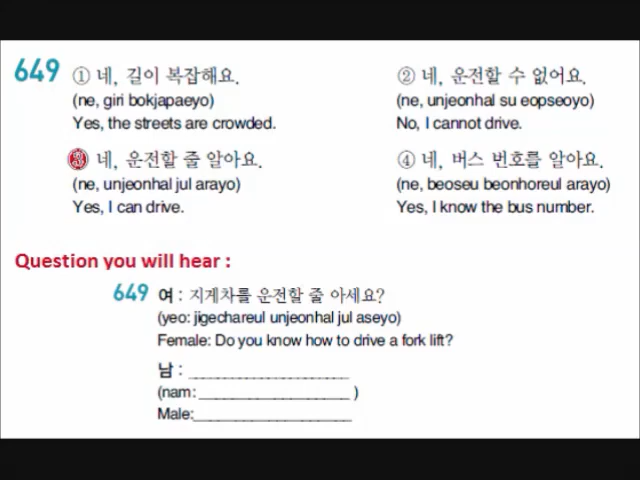 649 ① 네, 길이 복잡해요.
(ne, giri bokjapaeyo)
Yes, the streets are crowded.
② 네, 운전할 수 없어요.
(ne, unjeonhal su eopseoyo)
No, I cannot drive.
③ 네, 운전할 줄 알아요.
(ne, unjeonhal jul arayo)
Yes, I can drive.
④ 네, 버스 번호를 알아요.
(ne, beoseu beonhoreul arayo)
Yes, I know the bus number.
Question you will hear :
649 여 : 지게차를 운전할 줄 아세요?
(yeo: jigechareul unjeonhal jul aseyo)
Female: Do you know how to drive a fork lift?
남 : ____________________
(nam: ____________________ )
Male:____________________